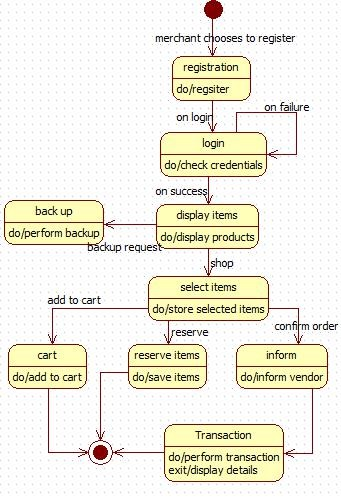 merchant chooses to register
registration
do/regsiter
on login
on failure
login
do/check credentials
on success
back up
do/perform backup
display items
do/display products
backup request
shop
select items
do/store selected items
add to cart
reserve
confirm order
cart
do/add to cart
reserve items
do/save items
inform
do/inform vendor
Transaction
do/perform transaction
exit/display details